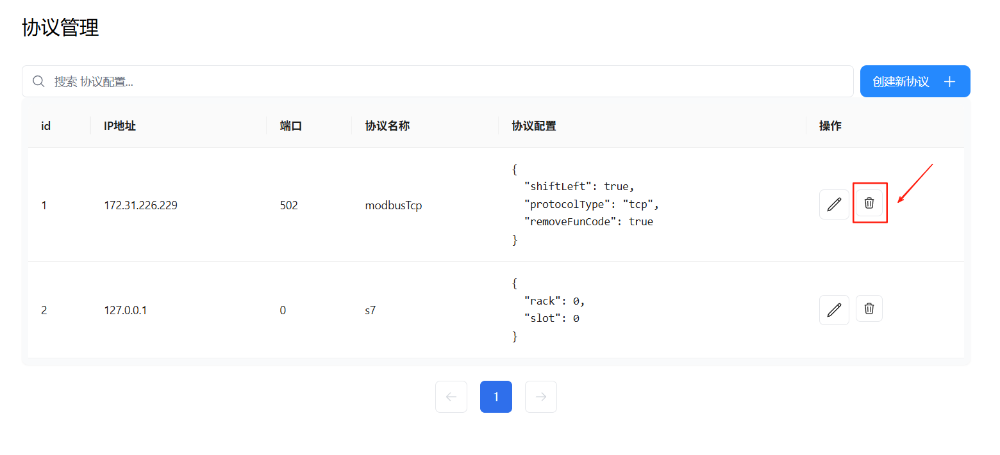 协议管理
搜索 协议配置...
创建新协议
id IP地址 端口 协议名称 协议配置 操作
{
"shiftLeft": true,
1 172.31.226.229 502 modbusTcp "protocolType": "tcp",
"removeFunCode": true
}
{
"rack": 0,
2 127.0.0.1 0 s7
"slot": 0
}
1